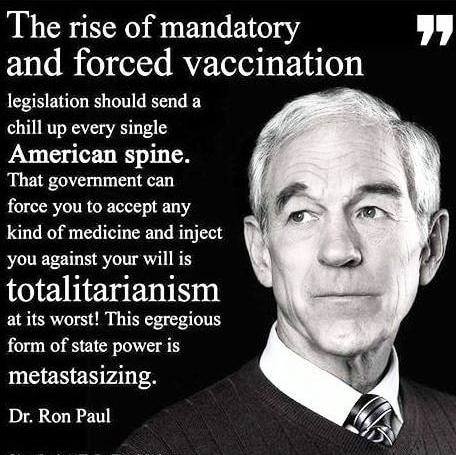 The rise of mandatory
and forced vaccination
legislation should send a
chill up every single
American spine.
That government can
force you to accept any
kind of medicine and inject
you against your will is
totalitarianism
at its worst! This egregious
form of state power is
metastasizing.
Dr. Ron Paul
”